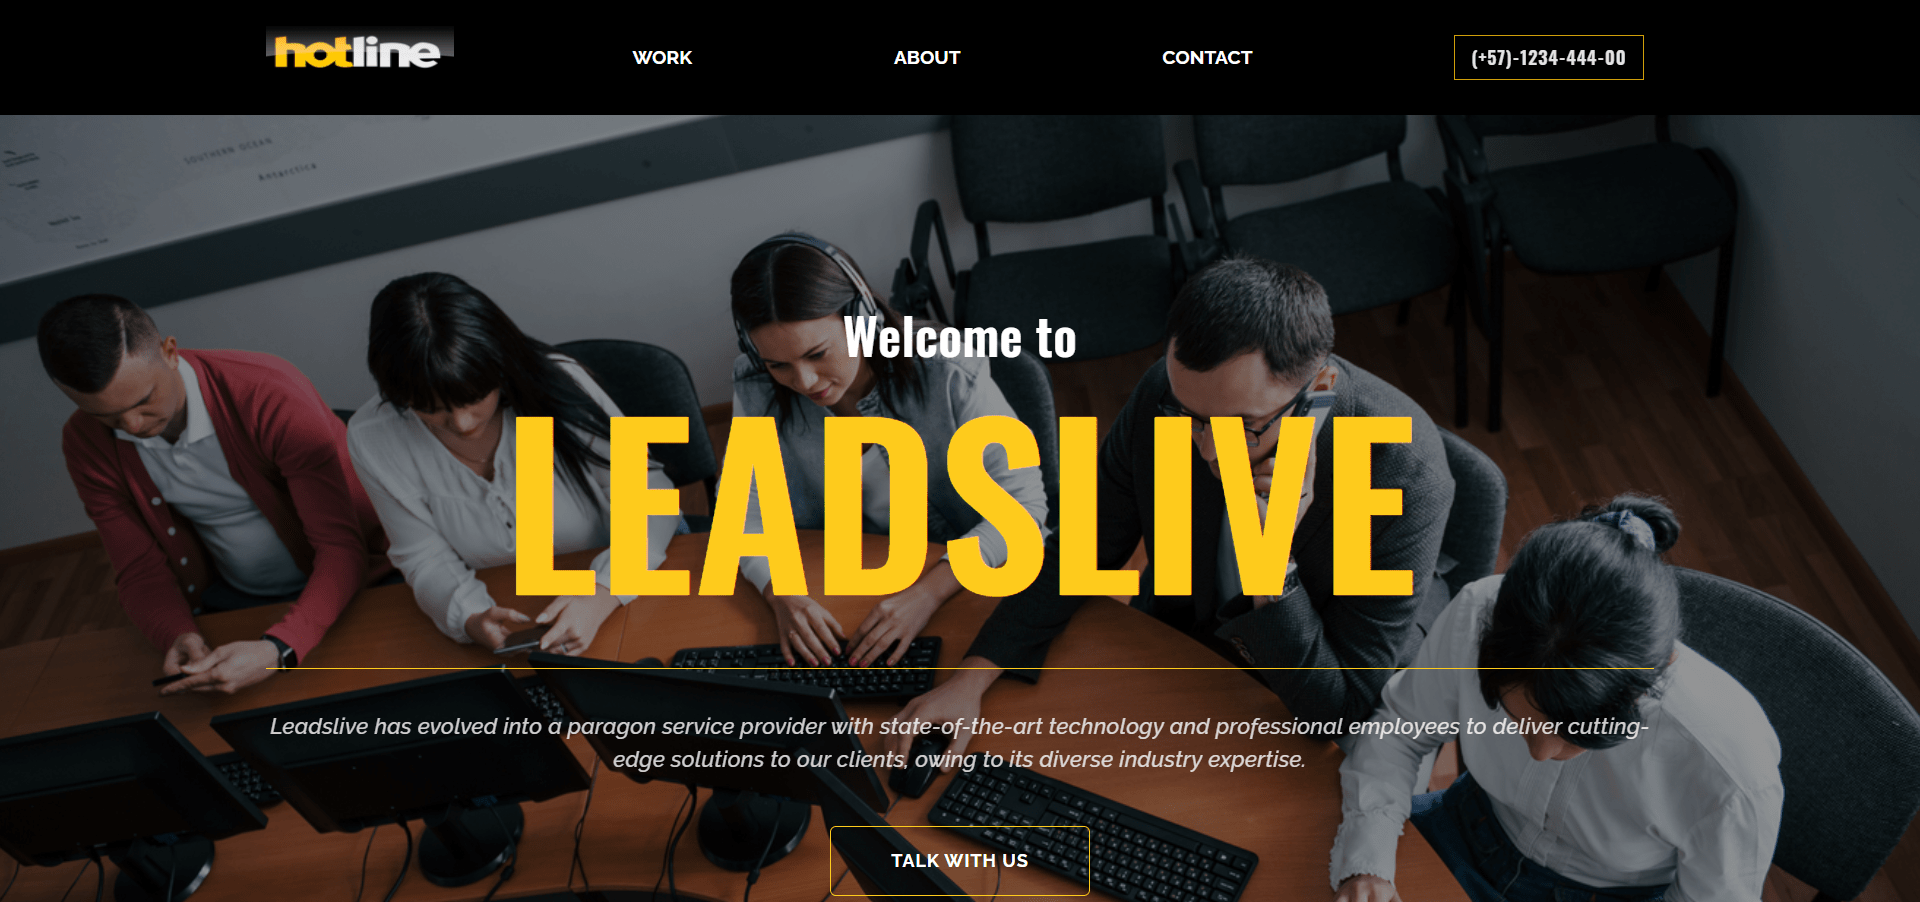 hotline
WORK
ABOUT
CONTACT
(+57)-1234-444-00
SOUTHERN OCEAN
Antarctica
Welcome to
LEADSLIVE
Leadslive has evolved into a paragon service provider with state-of-the-art technology and professional employees to deliver cutting-
edge solutions to our clients, owing to its diverse industry expertise.
TALK WITH US